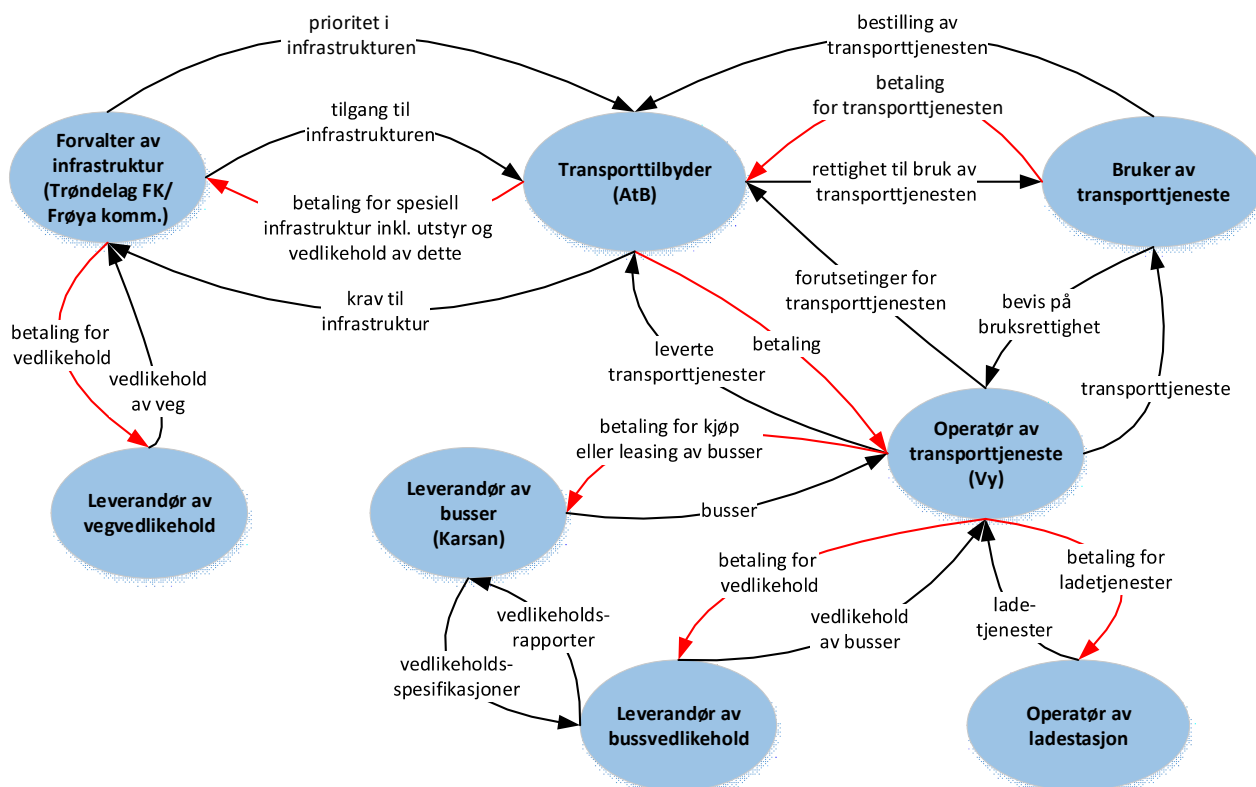 prioritet i
infrastrukturen
bestilling av
transporttjenesten
betaling
for transporttjenesten
tilgang til
infrastrukturen
Forvalter av
infrastruktur
(Trøndelag FK/
Frøya komm.)
Transporttilbyder
(AtB)
rettighet til bruk av
transporttjenesten
Bruker av
transporttjeneste
betaling for spesiell
infrastruktur inkl. utstyr og
vedlikehold av dette
krav til
infrastruktur
forutsetinger for
transporttjenesten
bevis på
bruksrettighet
betaling for
vedlikehold
vedlikehold
av veg
leverte
transporttjenester
betaling
transporttjeneste
betaling for kjøp
eller leasing av busser
Operatør av
transporttjeneste
(Vy)
Leverandør av
vegvedlikehold
Leverandør av
busser
(Karsan)
busser
betaling for
vedlikehold
betaling for
ladetjenester
vedlikeholds-
rapporter
vedlikehold
av busser
lade-
tjenester
vedlikeholds-
spesifikasjoner
Leverandør av
bussvedlikehold
Operatør av
ladestasjon